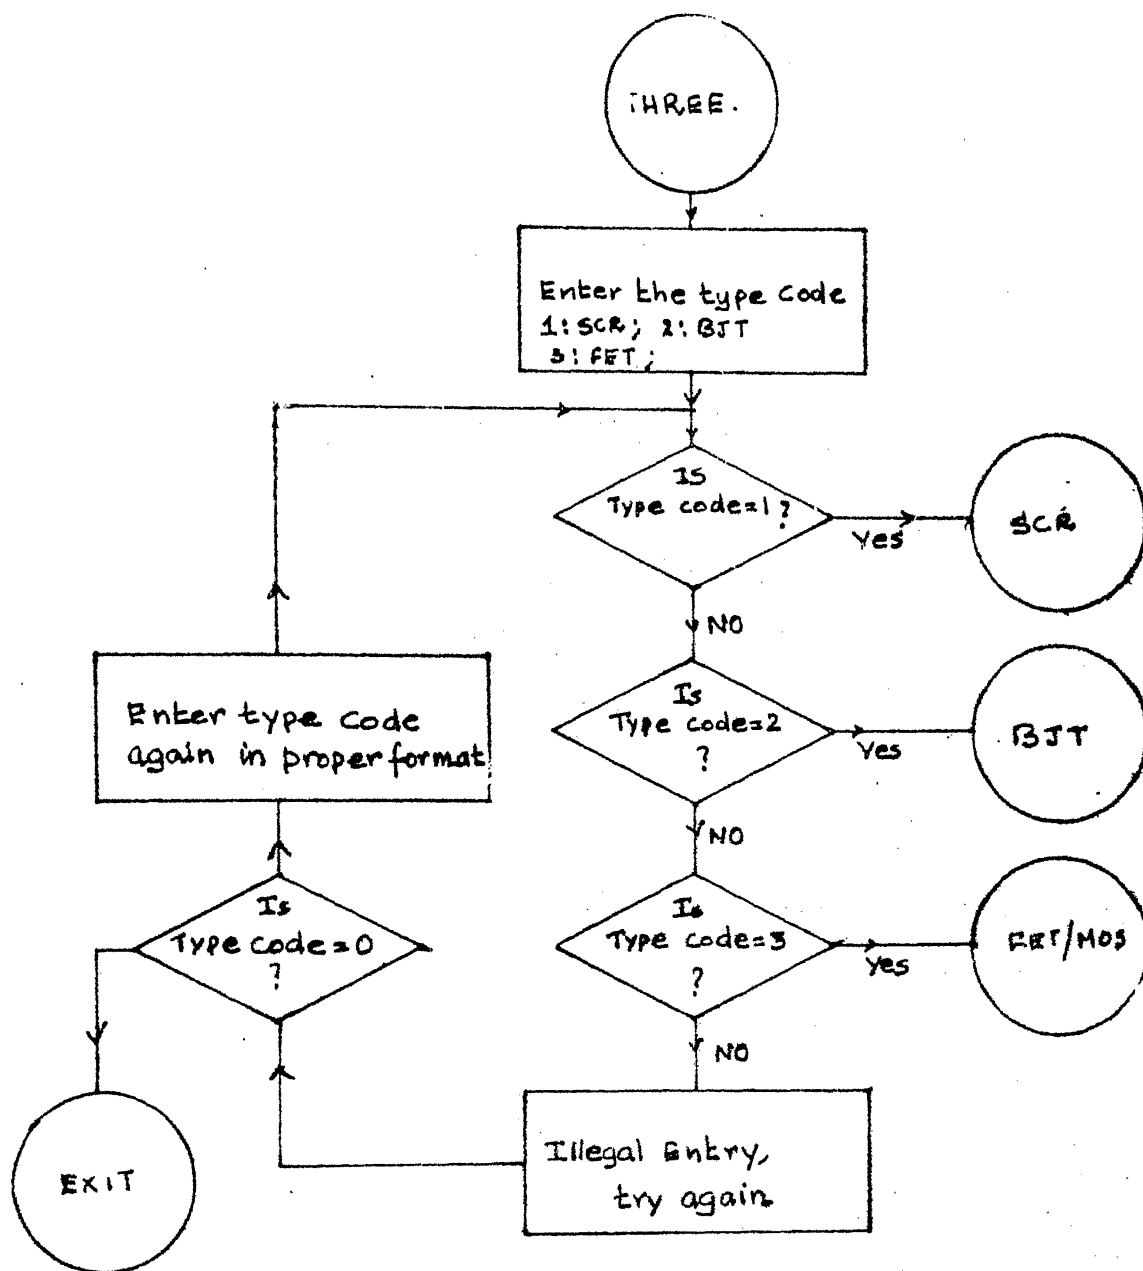 THREE.
Enter the type code
1: SCR; 2: BJT
3: FET;
Is
Type code=1?
Yes
SCR
NO
Is
Type code=2
?
Yes
BJT
NO
Is
Type code=3
?
Yes
FET/MOS
NO
Illegal Entry,
try again
Is
Type code=0
?
Enter type code
again in proper format
EXIT